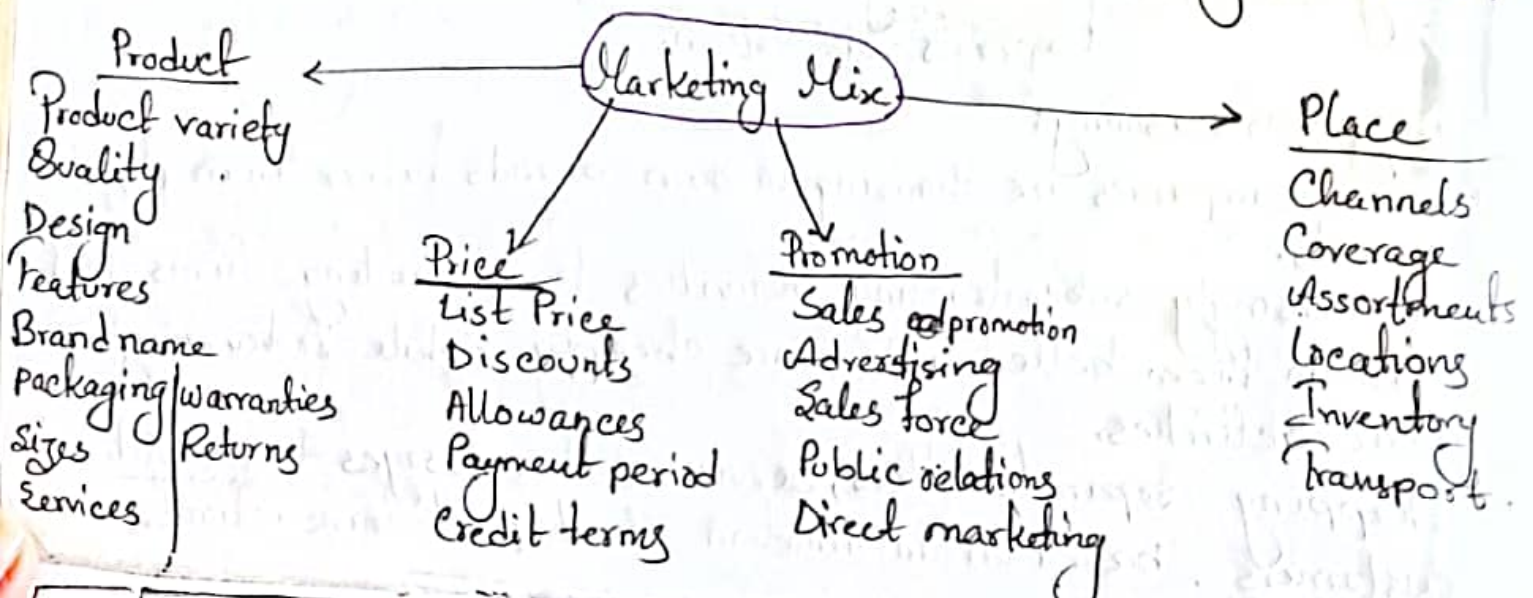 Marketing Mix
Product
Product variety
Quality
Design
Features
Brand name
Packaging
Sizes
Services
warranties
Returns
Price
List Price
Discounts
Allowances
Payment period
Credit terms
Promotion
Sales promotion
Advertising
Sales force
Public relations
Direct marketing
Place
Channels
Coverage
Assortments
Locations
Inventory
Transport.